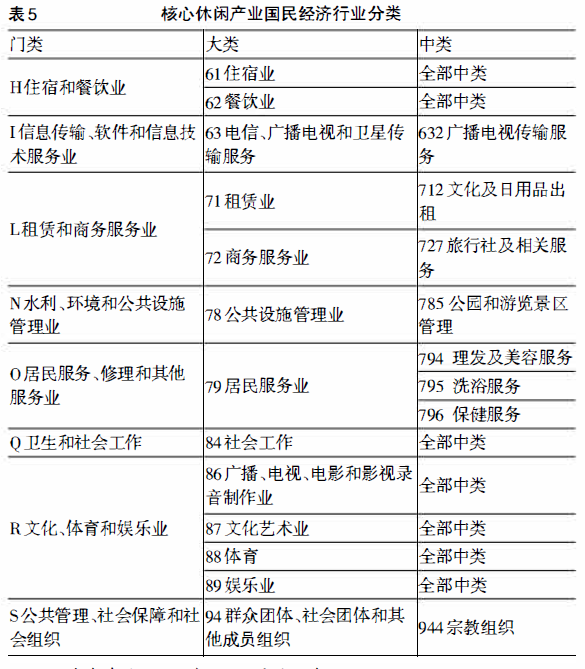 表5 核心休闲产业国民经济行业分类
门类 大类 中类
H住宿和餐饮业 61住宿业 全部中类
62餐饮业 全部中类
I信息传输、软件和信息技术服务业 63电信、广播电视和卫星传输服务 632广播电视传输服务
L租赁和商务服务业 71租赁业 712文化及日用品出租
72商务服务业 727旅行社及相关服务
N水利、环境和公共设施管理业 78公共设施管理业 785公园和游览景区管理
O居民服务、修理和其他服务业 79居民服务业 794 理发及美容服务
795 洗浴服务
796 保健服务
Q卫生和社会工作 84社会工作 全部中类
R文化、体育和娱乐业 86广播、电视、电影和影视录音制作业 全部中类
87文化艺术业 全部中类
88体育 全部中类
89娱乐业 全部中类
S公共管理、社会保障和社会组织 94群众团体、社会团体和其他成员组织 944宗教组织